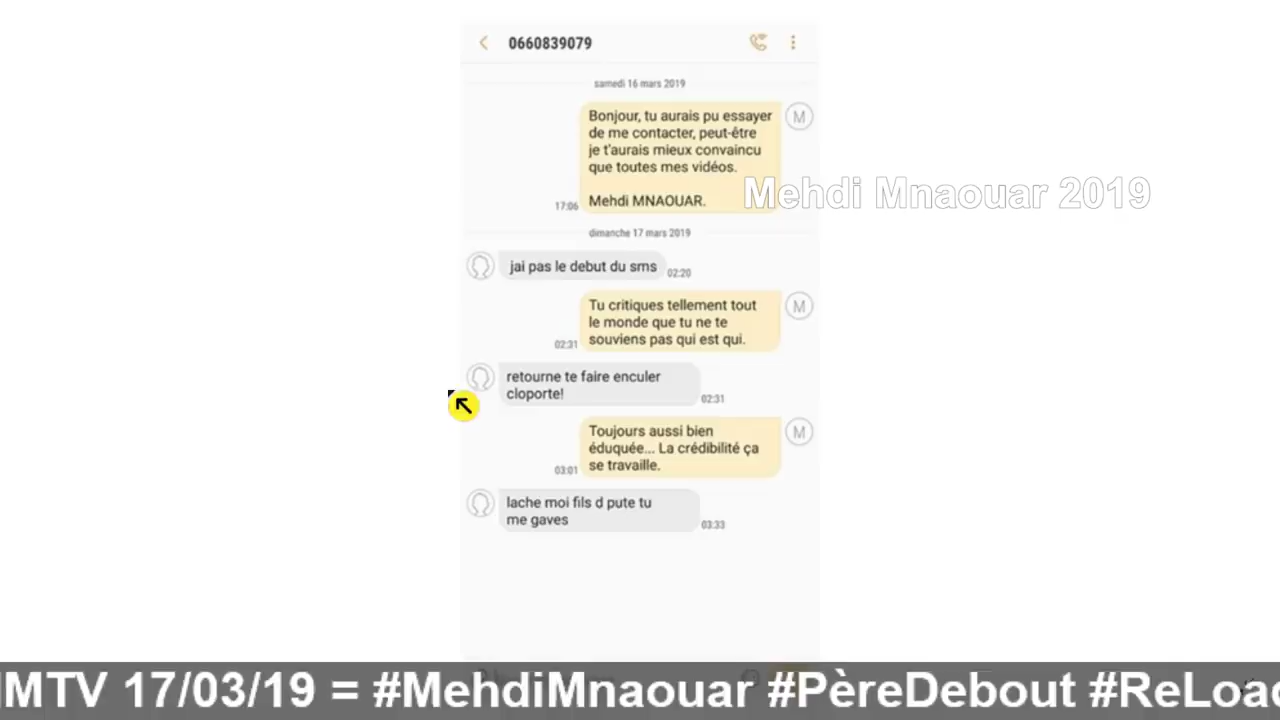 0660839079
samedi 16 mars 2019
Bonjour, tu aurais pu essayer
de me contacter, peut-être
je t'aurais mieux convaincu
que toutes mes vidéos.
Mehdi MNAOUAR.
17:06
M
Mehdi Mnaouar 2019
dimanche 17 mars 2019
jai pas le debut du sms
02:20
Tu critiques tellement tout
le monde que tu ne te
souviens pas qui est qui.
02:31
M
retourne te faire enculer
cloporte!
02:31
Toujours aussi bien
éduquée... La crédibilité ça
se travaille.
03:01
M
lache moi fils d pute tu
me gaves
03:33
MTV 17/03/19 = #MehdiMnaouar #PèreDebout #ReLoad